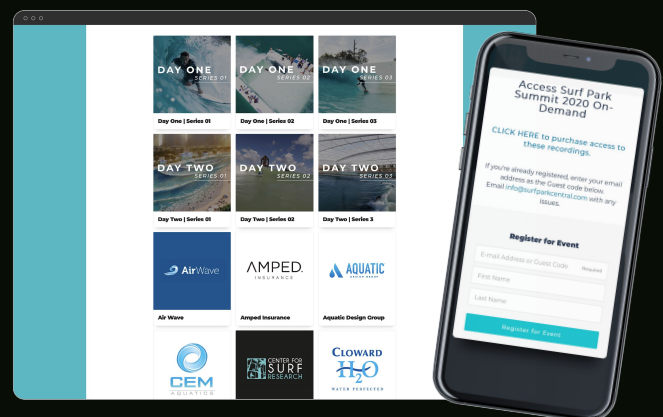 DAY ONE
SERIES 01
DAY ONE
SERIES 02
DAY ONE
SERIES 03
Day One | Series 01
Day One | Series 02
Day One | Series 03
DAY TWO
SERIES 01
DAY TWO
SERIES 02
DAY TWO
SERIES 03
Day Two | Series 01
Day Two | Series 02
Day Two | Series 3
AirWave
AMPED.
INSURANCE
AQUATIC
DESIGN GROUP
Air Wave
Amped Insurance
Aquatic Design Group
CEM
AQUATICS
CENTER FOR
SURF
RESEARCH
CLOWARD
H2O
WATER PERFECTED
Access Surf Park
Summit 2020 On-
Demand
CLICK HERE to purchase access to
these recordings.
If you're already registered, enter your email
address as the Guest code below.
Email info@surfparkcentral.com with any
issues.
Register for Event
E-mail Address or Guest Code
Required
First Name
Last Name
Register for Event